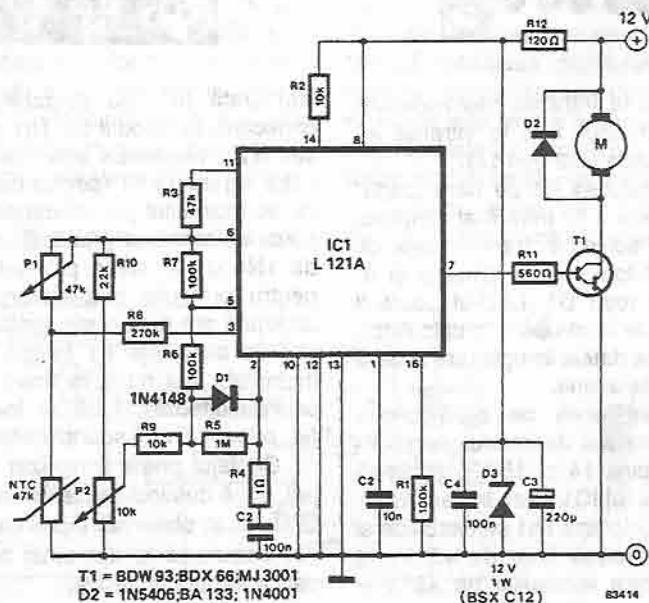 R12
12 V
120Ω
R2
10k
D2
M
14
8
11
R3
47k
IC1
L 121A
6
T1
P1
R10
R7
7
R11
47k
22k
100k
560Ω
R8
5
270k
3
R6
100k
2
10
12
13
1
16
D1
1N4148
R9
R5
10k
1M
R4
NTC
47k
P2
10k
1Ω
C2
100n
C2
10n
R1
100k
C4
100n
D3
C3
220µ
0
12 V
1 W
(BSX C12)
T1 = BDW 93; BDX 66; MJ3001
D2 = 1N5406; BA 133; 1N4001
83414